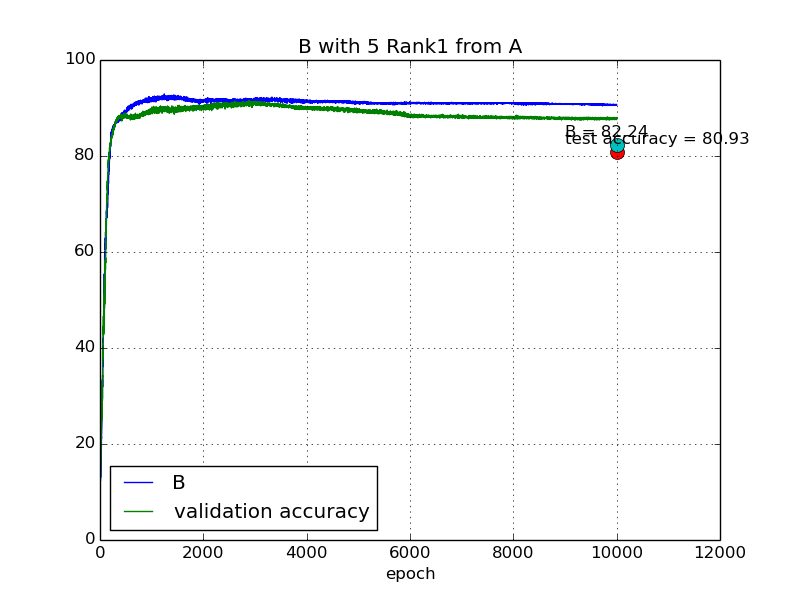 B with 5 Rank1 from A
100
80
60
40
20
0
B = 82.24
test accuracy = 80.93
B
validation accuracy
0 2000 4000 6000 8000 10000 12000
epoch